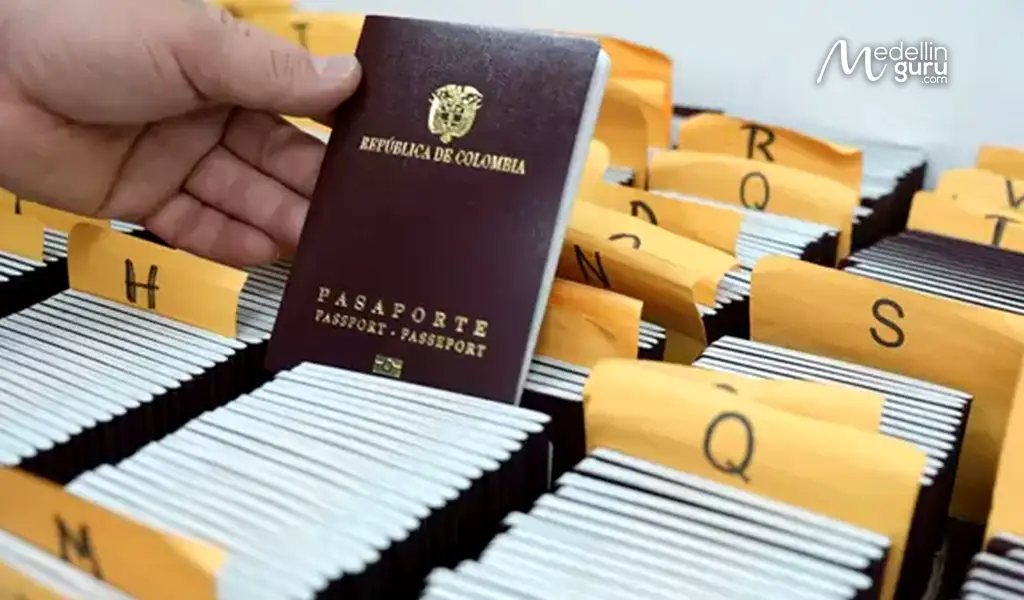 Medellin
guru
.com
REPÚBLICA DE COLOMBIA
PASAPORTE
PASSPORT - PASSEPORT
R
Q
H
N
T
S
Q
M